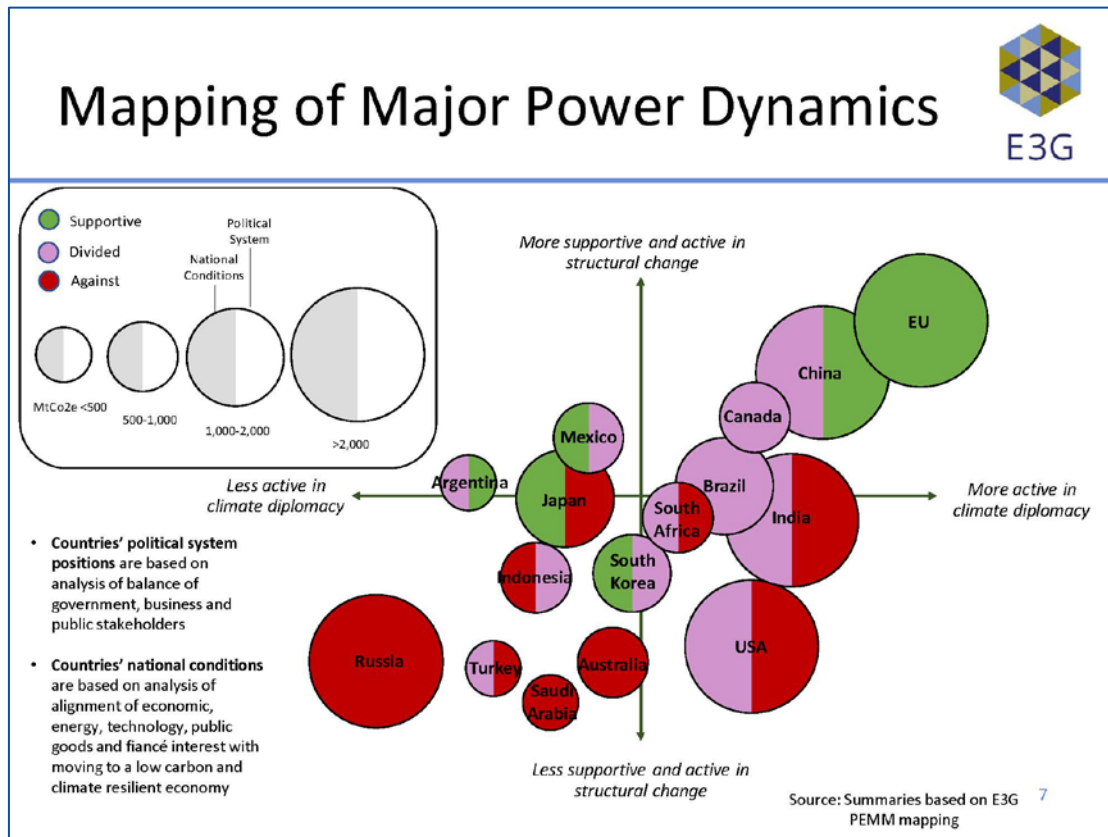 Mapping of Major Power Dynamics
E3G
Supportive
Divided
Against
Political
System
National
Conditions
MtCo2e <500
500-1,000
1,000-2,000
>2,000
More supportive and active in
structural change
EU
China
Canada
Mexico
Argentina
Japan
Brazil
India
South
Africa
South
Korea
Indonesia
Less active in
climate diplomacy
More active in
climate diplomacy
Russia
Turkey
Saudi
Arabia
Australia
USA
Less supportive and active in
structural change
• Countries' political system
positions are based on
analysis of balance of
government, business and
public stakeholders
• Countries' national conditions
are based on analysis of
alignment of economic,
energy, technology, public
goods and fiancé interest with
moving to a low carbon and
climate resilient economy
Source: Summaries based on E3G
PEMM mapping
7